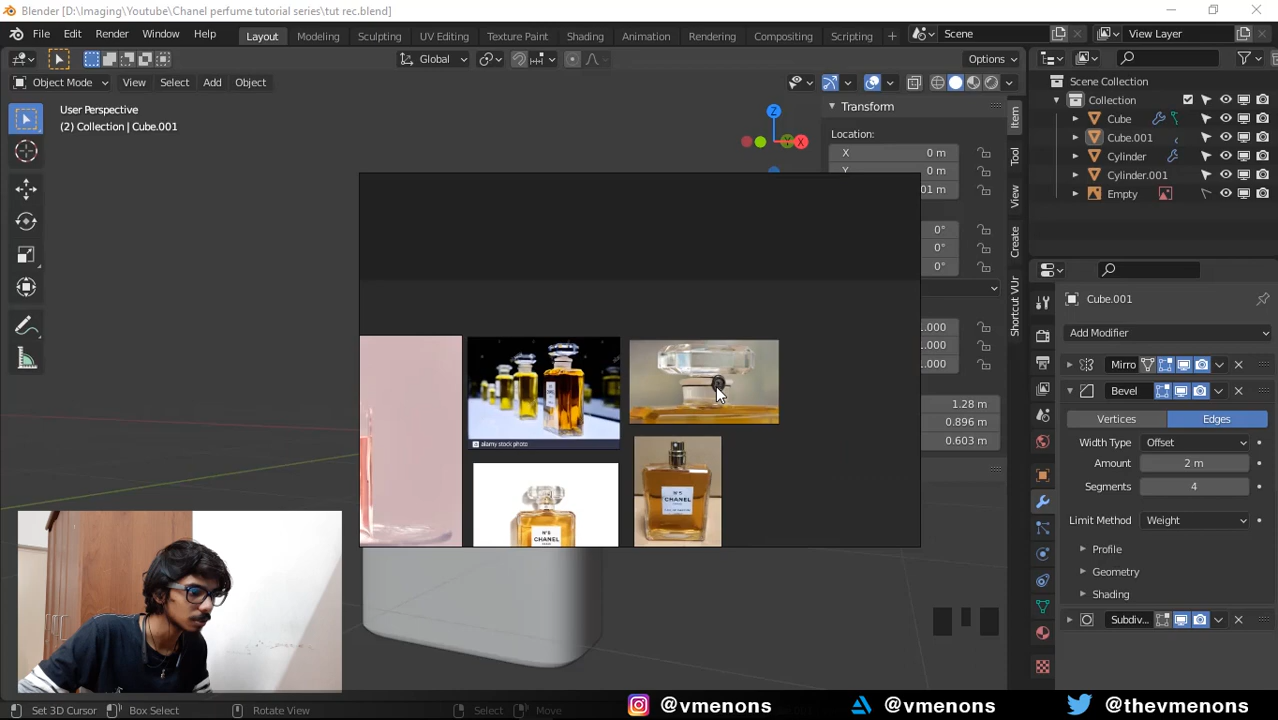 Blender [D:\Imaging\Youtube\Chanel perfume tutorial series\tut rec.blend]
File Edit Render Window Help Layout Modeling Sculpting UV Editing Texture Paint Shading Animation Rendering Compositing Scripting + Scene View Layer
Global Options
Object Mode View Select Add Object
User Perspective
(2) Collection | Cube.001
Z
Y
X
Transform
Location:
X 0 m
Y 0 m
01 m
0°
0°
0°
1.000
1.000
1.000
1.28 m
0.896 m
0.603 m
Item
Tool
View
Create
Shortcut VUr
Scene Collection
Collection
Cube
Cube.001
Cylinder
Cylinder.001
Empty
Cube.001
Add Modifier
Mirro
Bevel
Vertices Edges
Width Type Offset
Amount 2 m
Segments 4
Limit Method Weight
Profile
Geometry
Shading
Subdiv...
a alamy stock photo
N°5
CHANEL
N°5
CHANEL
@vmenons @vmenons @thevmenons
Set 3D Cursor Box Select Rotate View Select Move